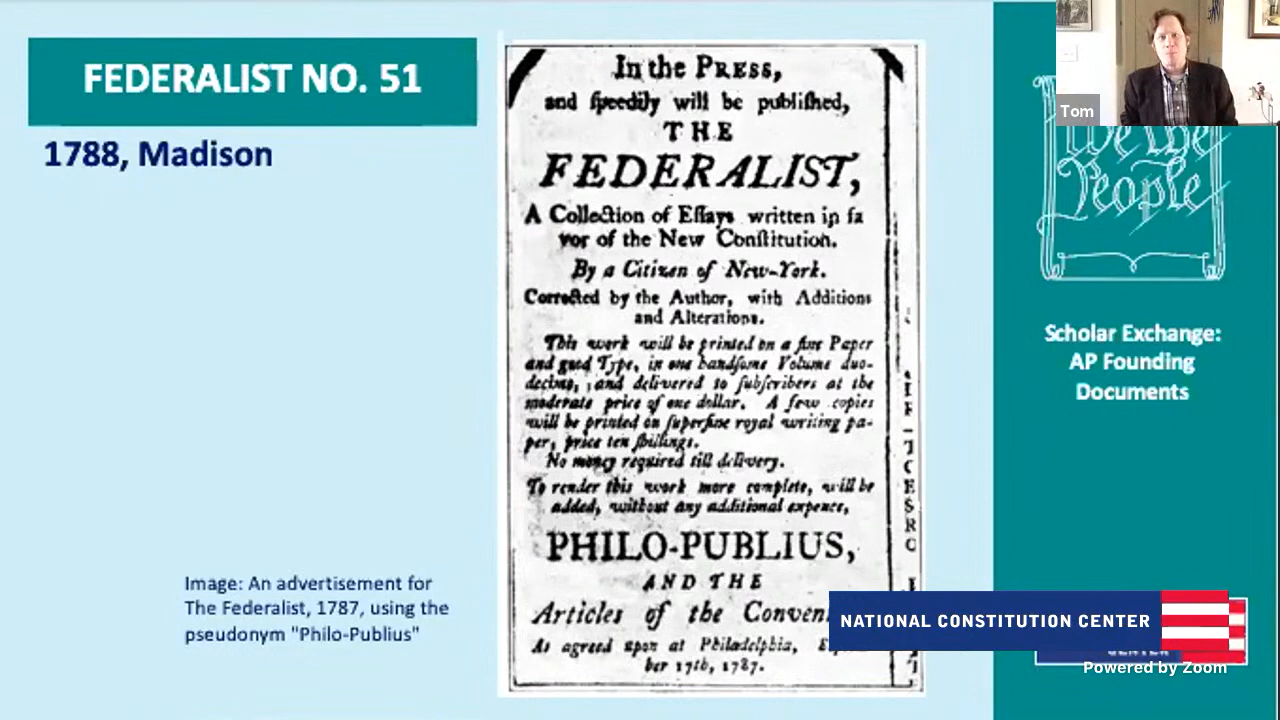 FEDERALIST NO. 51
1788, Madison
In the PRESS,
and ſpeedily will be publiſhed,
THE
FEDERALIST,
A Collection of Eſſays written in fa
vor of the New Conſtitution.
By a Citizen of New-York.
Corrected by the Author, with Additions
and Alterations.
This work will be printed on a fine Paper
and good Type, in one handſome Volume duo-
decimo, and delivered to ſubſcribers at the
moderate price of one dollar. A few copies
will be printed on ſuperfine royal writing pa-
per, price ten ſhillings.
No money required till delivery.
To render this work more complete, will be
added, without any additional expence,
PHILO-PUBLIUS,
AND THE
Articles of the
As agreed upon at Philadelphia,
ber 17th, 1787.
Image: An advertisement for
The Federalist, 1787, using the
pseudonym "Philo-Publius"
Tom
We the
People
Scholar Exchange:
AP Founding
Documents
NATIONAL CONSTITUTION CENTER
CENTER
Powered by Zoom